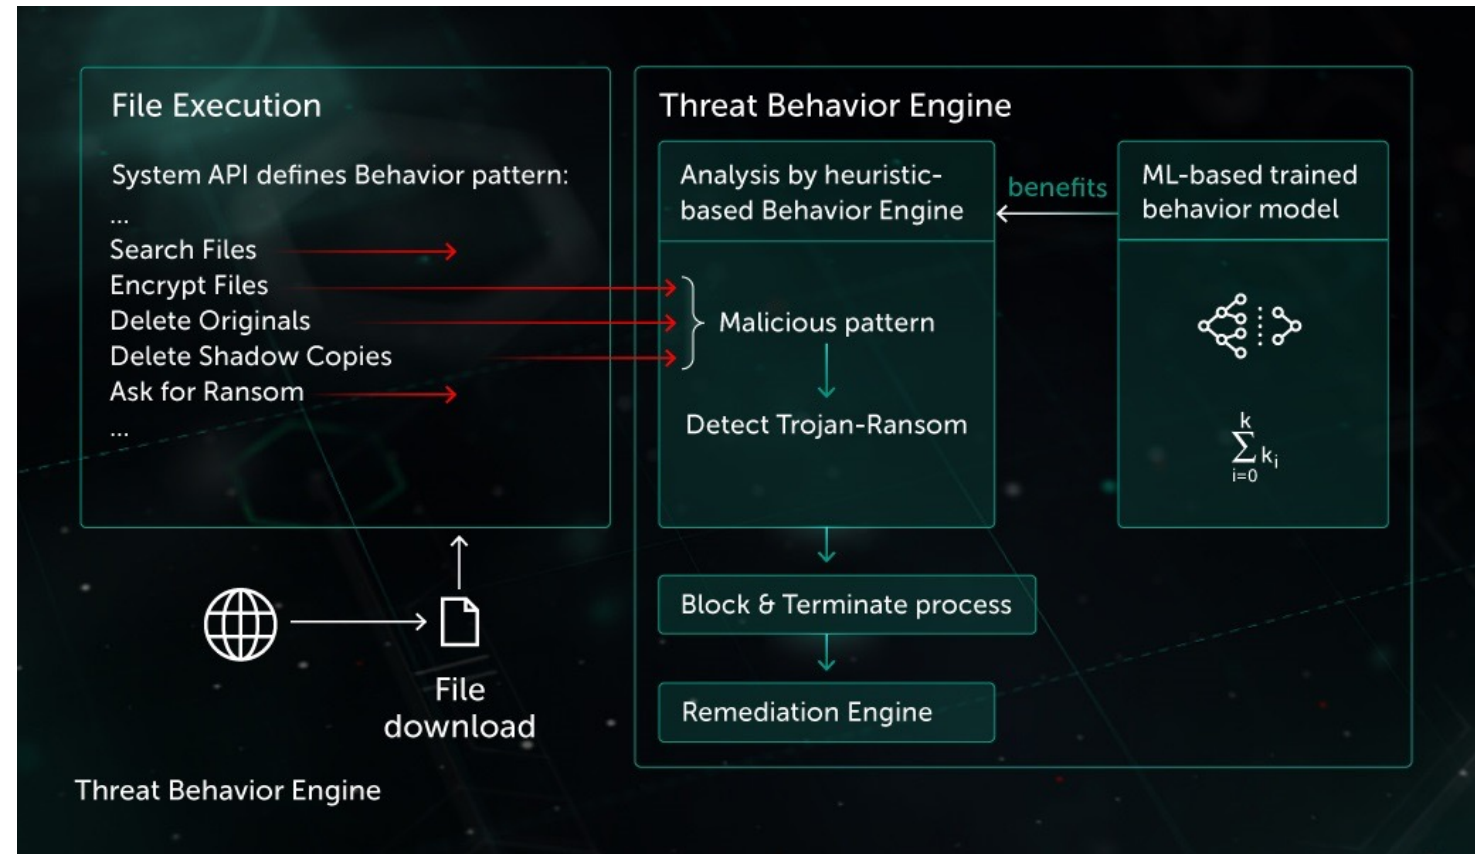 File Execution
System API defines Behavior pattern:
...
Search Files
Encrypt Files
Delete Originals
Delete Shadow Copies
Ask for Ransom
...
File
download
Threat Behavior Engine
Analysis by heuristic-
based Behavior Engine
benefits
ML-based trained
behavior model
Malicious pattern
Detect Trojan-Ransom
k
∑ kᵢ
i=0
Block & Terminate process
Remediation Engine
Threat Behavior Engine